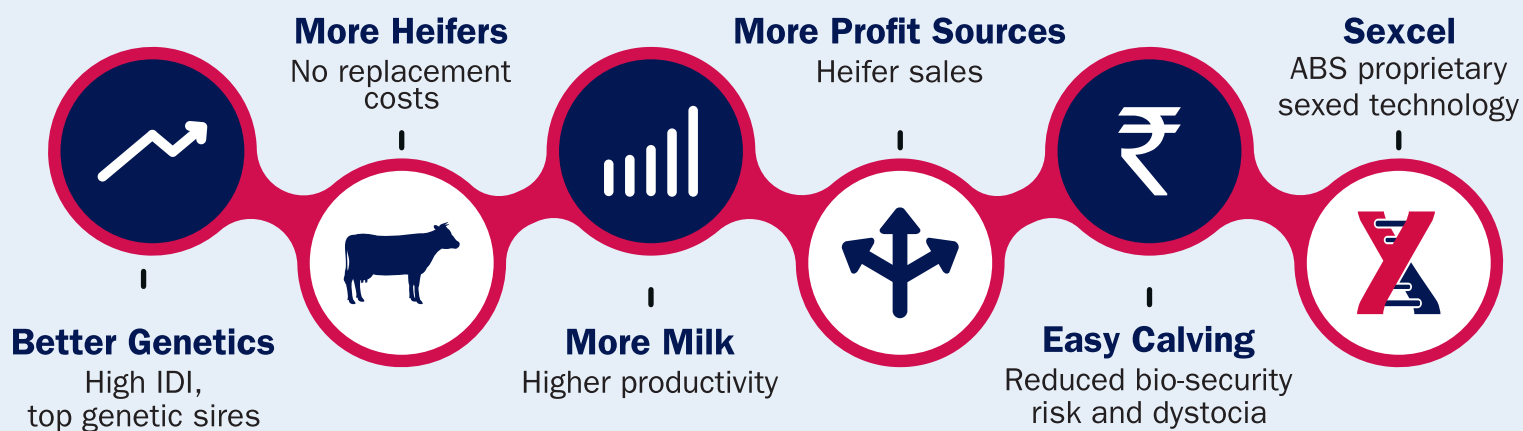 Better Genetics
High IDI,
top genetic sires
More Heifers
No replacement
costs
More Milk
Higher productivity
More Profit Sources
Heifer sales
₹
Easy Calving
Reduced bio-security
risk and dystocia
Sexcel
ABS proprietary
sexed technology